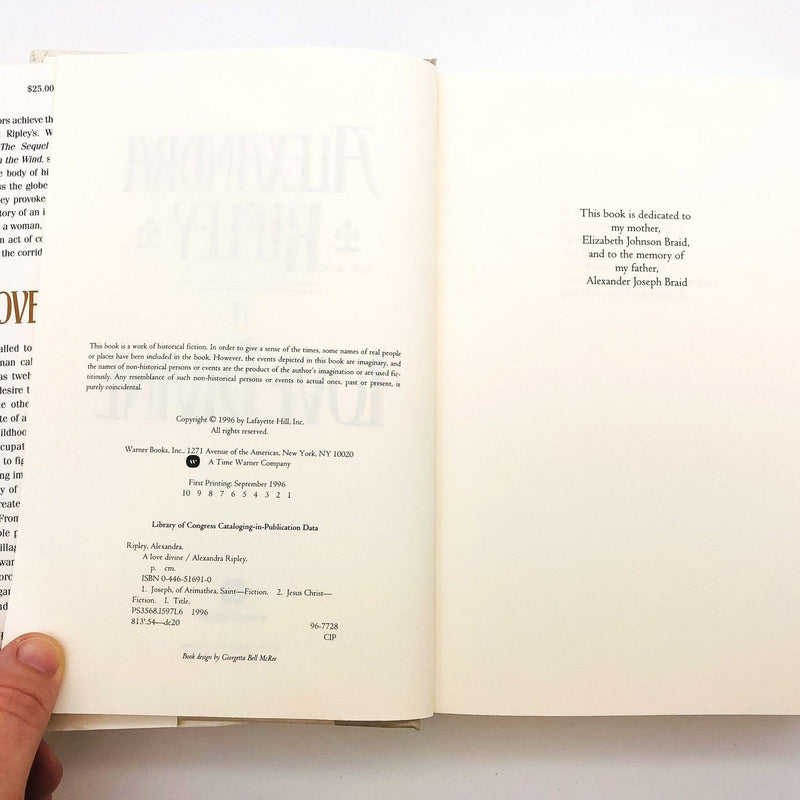 $25.00
ors achieve th
Ripley's. W
The Sequel
n the Wind, s
e body of hi
ss the globe
ey provoke
tory of an i
a woman,
n act of cc
the corrid
OVE
alled to
man cal
as twel
desire t
e othe
te of a
ildhoo
cupat
to fig
ng im
y of
reate
From
ble p
illag
war
orc
gar
nd
ALEXANDRA
RIPLEY
A
LOVE DIVINE
This book is a work of historical fiction. In order to give a sense of the times, some names of real people
or places have been included in the book. However, the events depicted in this book are imaginary, and
the names of non-historical persons or events are the product of the author's imagination or are used fic-
titiously. Any resemblance of such non-historical persons or events to actual ones, past or present, is
purely coincidental.
Copyright © 1996 by Lafayette Hill, Inc.
All rights reserved.
Warner Books, Inc., 1271 Avenue of the Americas, New York, NY 10020
W A Time Warner Company
First Printing: September 1996
10 9 8 7 6 5 4 3 2 1
Library of Congress Cataloging-in-Publication Data
Ripley, Alexandra.
A love divine / Alexandra Ripley.
p. cm.
ISBN 0-446-51691-0
1. Joseph, of Arimathea, Saint—Fiction. 2. Jesus Christ—
Fiction. I. Title.
PS3568.I597L6 1996
813'.54—dc20 96-7728
CIP
Book design by Giorgetta Bell McRee
This book is dedicated to
my mother,
Elizabeth Johnson Braid,
and to the memory of
my father,
Alexander Joseph Braid